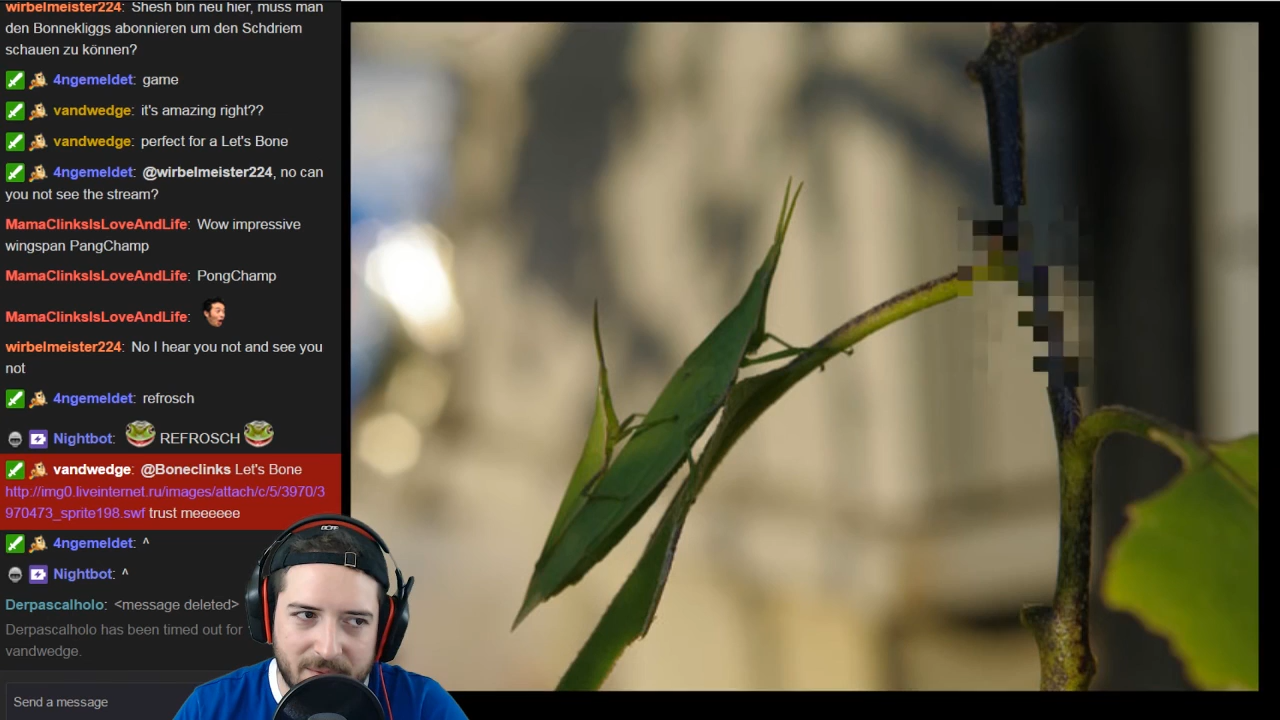 wirbelmeister224: Shesh bin neu hier, muss man
den Bonnekliggs abonnieren um den Schdriem
schauen zu können?
4ngemeldet: game
vandwedge: it's amazing right??
vandwedge: perfect for a Let's Bone
4ngemeldet: @wirbelmeister224, no can
you not see the stream?
MamaClinksIsLoveAndLife: Wow impressive
wingspan PangChamp
MamaClinksIsLoveAndLife: PongChamp
MamaClinksIsLoveAndLife:
wirbelmeister224: No I hear you not and see you
not
4ngemeldet: refrosch
Nightbot: REFROSCH
vandwedge: @Boneclinks Let's Bone
http://img0.liveinternet.ru/images/attach/c/5/3970/3
970473_sprite198.swf trust meeeeee
4ngemeldet: ^
Nightbot: ^
Derpascalholo: <message deleted>
Derpascalholo has been timed out for
vandwedge.
Send a message